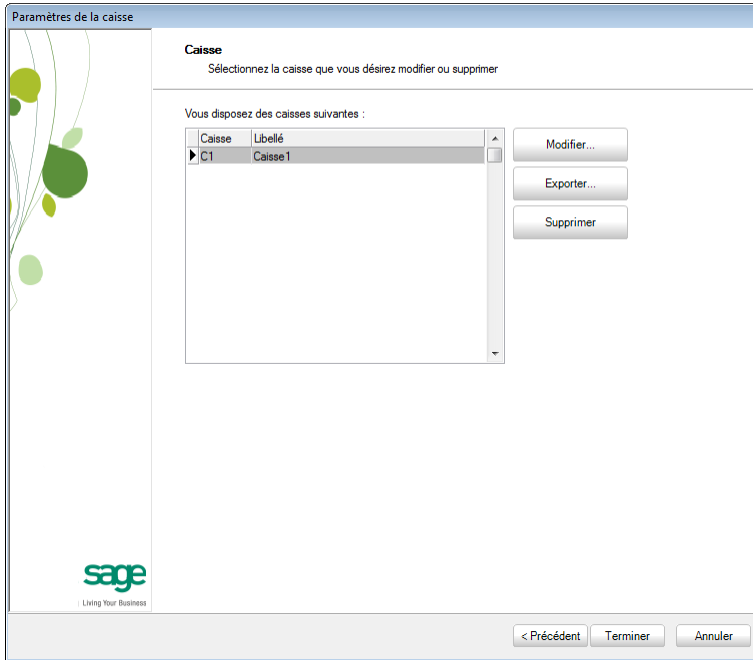 Paramètres de la caisse
Caisse
Sélectionnez la caisse que vous désirez modifier ou supprimer
Vous disposez des caisses suivantes :
Caisse Libellé
C1 Caisse1
Modifier...
Exporter...
Supprimer
sage
Living Your Business
< Précédent Terminer Annuler